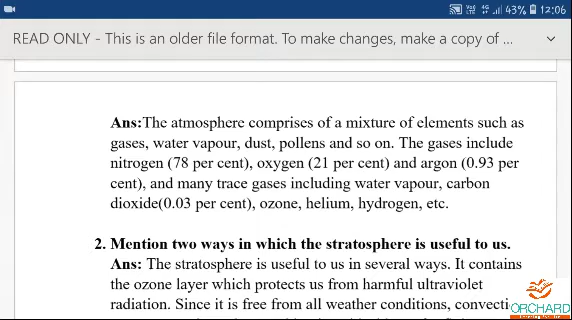 43% 12:06
READ ONLY - This is an older file format. To make changes, make a copy of ...
Ans:The atmosphere comprises of a mixture of elements such as
gases, water vapour, dust, pollens and so on. The gases include
nitrogen (78 per cent), oxygen (21 per cent) and argon (0.93 per
cent), and many trace gases including water vapour, carbon
dioxide(0.03 per cent), ozone, helium, hydrogen, etc.
2. Mention two ways in which the stratosphere is useful to us.
Ans: The stratosphere is useful to us in several ways. It contains
the ozone layer which protects us from harmful ultraviolet
radiation. Since it is free from all weather conditions, convecti
ORCHARD